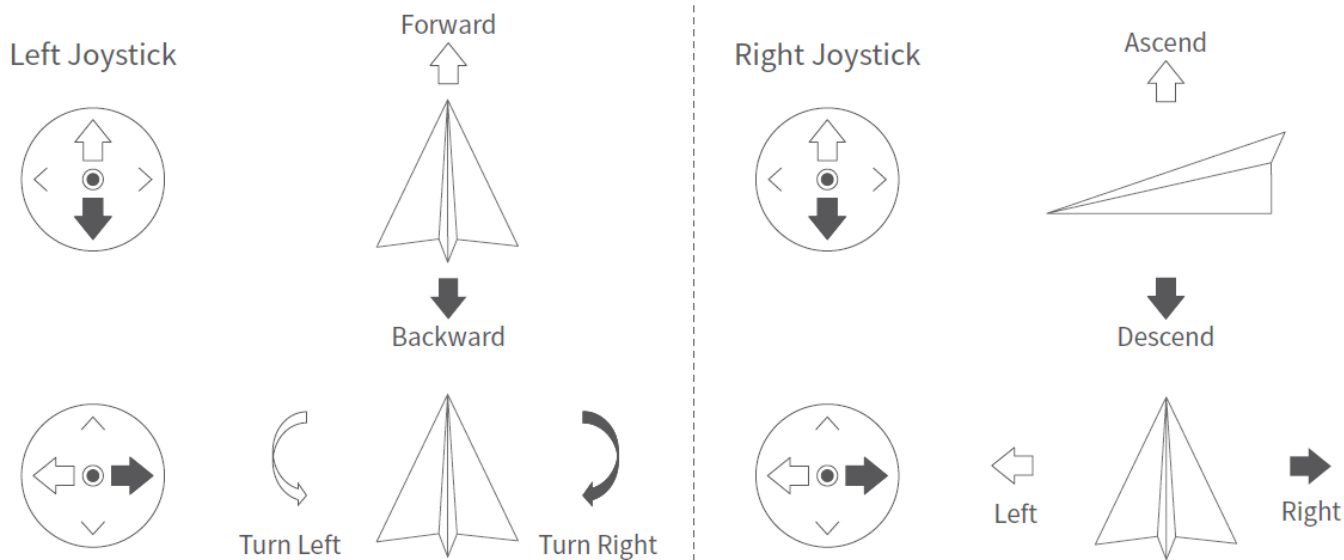 Left Joystick
Forward
Backward
Turn Left
Turn Right
Right Joystick
Ascend
Descend
Left
Right